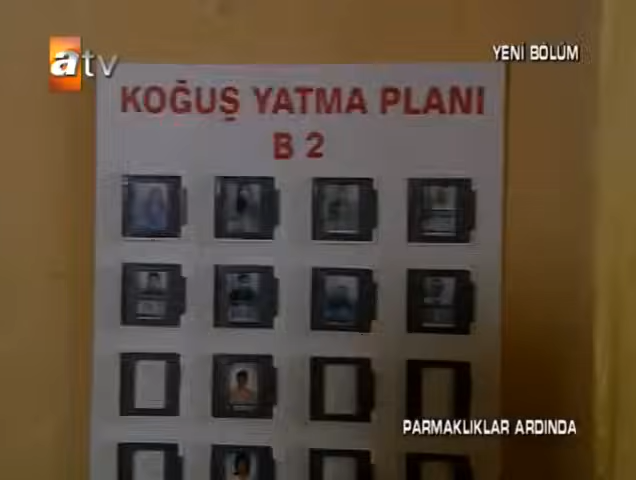 atv
YENİ BÖLÜM
KOĞUŞ YATMA PLANI
B 2
PARMAKLIKLAR ARDINDA